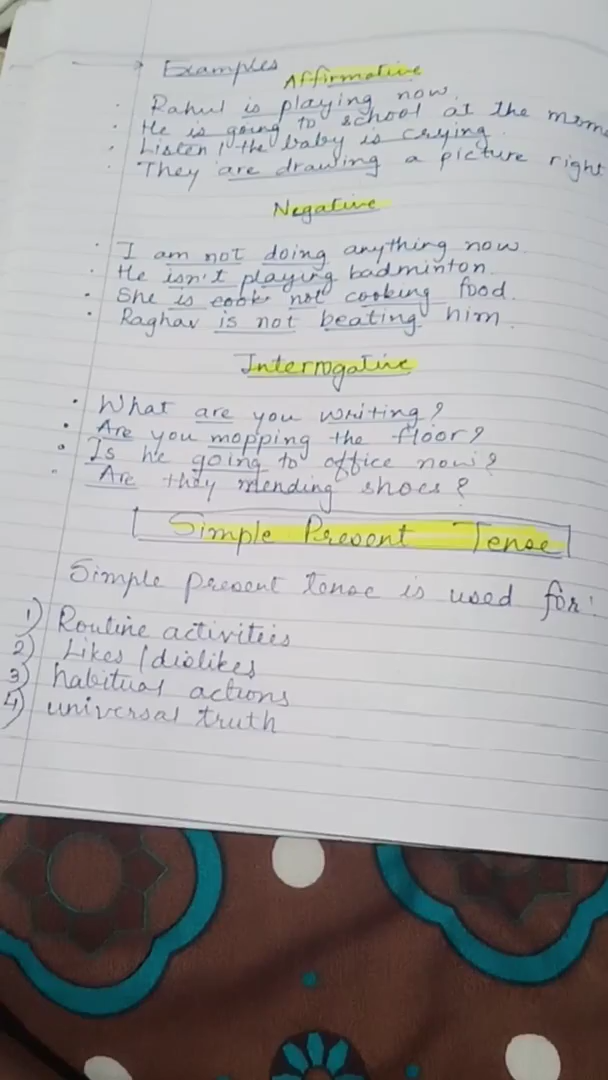 → Examples
Affirmative
· Rahul is playing now.
· He is going to school at the mome
· Listen! the baby is crying.
· They are drawing a picture right
Negative
· I am not doing anything now
· He isn't playing badminton.
· She is cook not cooking food.
· Raghav is not beating him.
Interrogative
· What are you writing?
· Are you mopping the floor?
· Is he going to office now?
· Are they mending shoes?
Simple Present Tense
Simple present tense is used for:
1) Routine activities
2) Likes / dislikes
3) habitual actions
4) universal truth